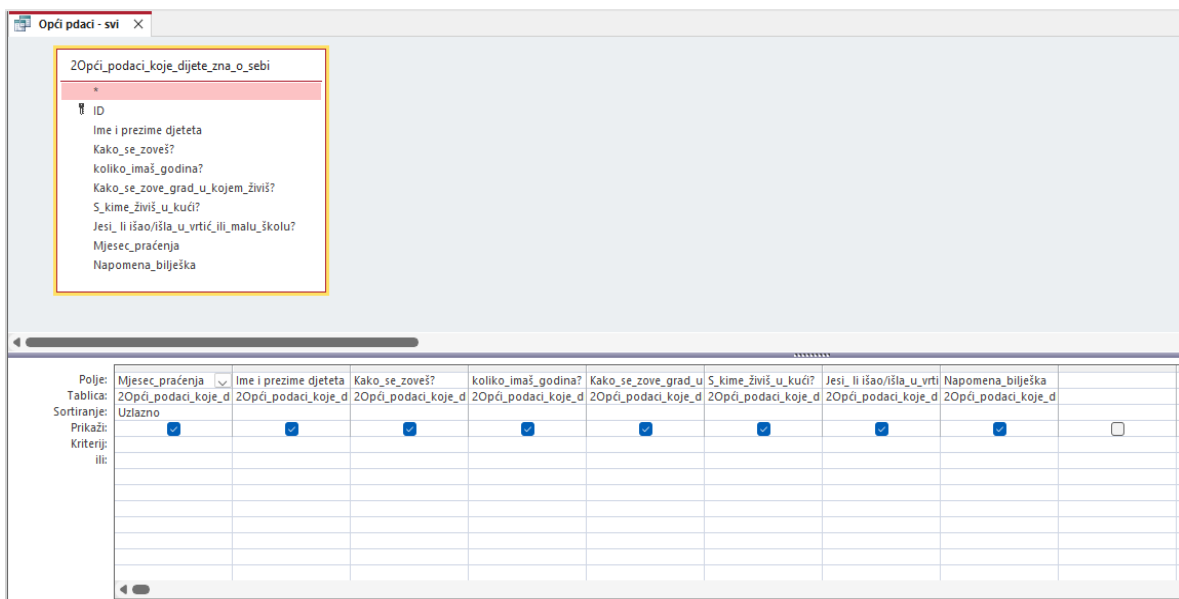 Opći pdaci - svi
2Opći_podaci_koje_dijete_zna_o_sebi
*
ID
Ime i prezime djeteta
Kako_se_zoveš?
koliko_imaš_godina?
Kako_se_zove_grad_u_kojem_živiš?
S_kime_živiš_u_kući?
Jesi_ li išao/išla_u_vrtić_ili_malu_školu?
Mjesec_praćenja
Napomena_bilješka
Polje: Mjesec_praćenja Ime i prezime djeteta Kako_se_zoveš? koliko_imaš_godina? Kako_se_zove_grad_u S_kime_živiš_u_kući? Jesi_ li išao/išla_u_vrti Napomena_bilješka
Tablica: 2Opći_podaci_koje_d 2Opći_podaci_koje_d 2Opći_podaci_koje_d 2Opći_podaci_koje_d 2Opći_podaci_koje_d 2Opći_podaci_koje_d 2Opći_podaci_koje_d 2Opći_podaci_koje_d
Sortiranje: Uzlazno
Prikaži:
Kriterij:
ili: